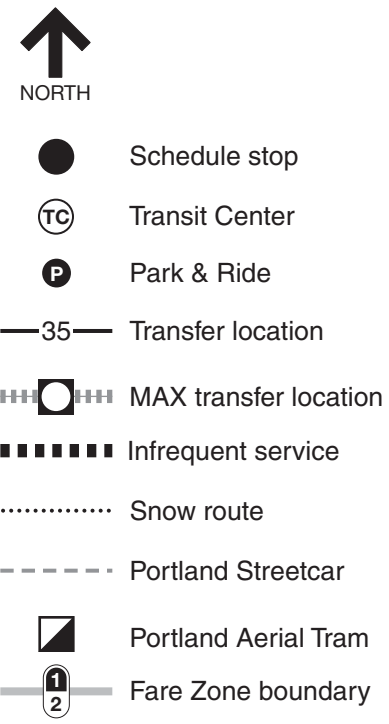 NORTH
Schedule stop
TC Transit Center
P Park & Ride
35 Transfer location
MAX transfer location
Infrequent service
Snow route
Portland Streetcar
Portland Aerial Tram
1
2 Fare Zone boundary